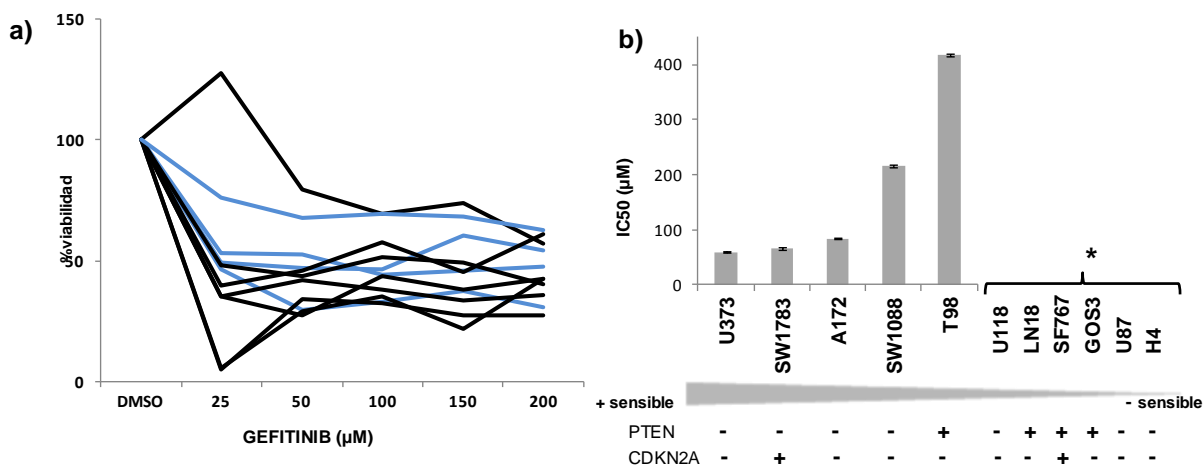 a)
150
100
50
0
%viabilidad
DMSO 25 50 100 150 200
GEFITINIB (µM)
b)
400
300
200
100
0
IC50 (µM)
*
U373 SW1783 A172 SW1088 T98 U118 LN18 SF767 GOS3 U87 H4
+ sensible - sensible
PTEN - - - - + - + + + - -
CDKN2A - + - - - - - + - - -